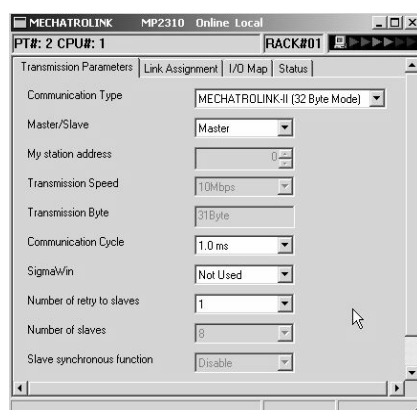 MECHATROLINK MP2310 Online Local
PT#: 2 CPU#: 1 RACK#01
Transmission Parameters Link Assignment I/O Map Status
Communication Type MECHATROLINK-II (32 Byte Mode)
Master/Slave Master
My station address 0
Transmission Speed 10Mbps
Transmission Byte 31Byte
Communication Cycle 1.0 ms
SigmaWin Not Used
Number of retry to slaves 1
Number of slaves 8
Slave synchronous function Disable